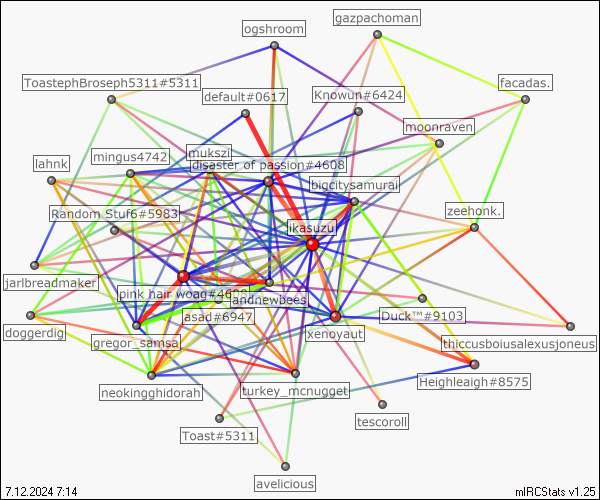 gazpachoman
ogshroom
ToastephBroseph5311#5311
facadas.
default#0617
Knowun#6424
moonraven
mukszi
mingus4742
lahnk
disaster of passion#4608
bigcitysamurai
Random Stuf6#5983
zeehonk.
likasuzu
jarlbreadmaker
pink hair woag#46
andnewbees
asad#6947
Duck™#9103
doggerdig
gregor_samsa
xenoyaut
thiccusboiusalexusjoneus
Heighleaigh#8575
neokingghidorah
turkey_mcnugget
tescoroll
Toast#5311
avelicious
7.12.2024 7:14
mIRCStats v1.25